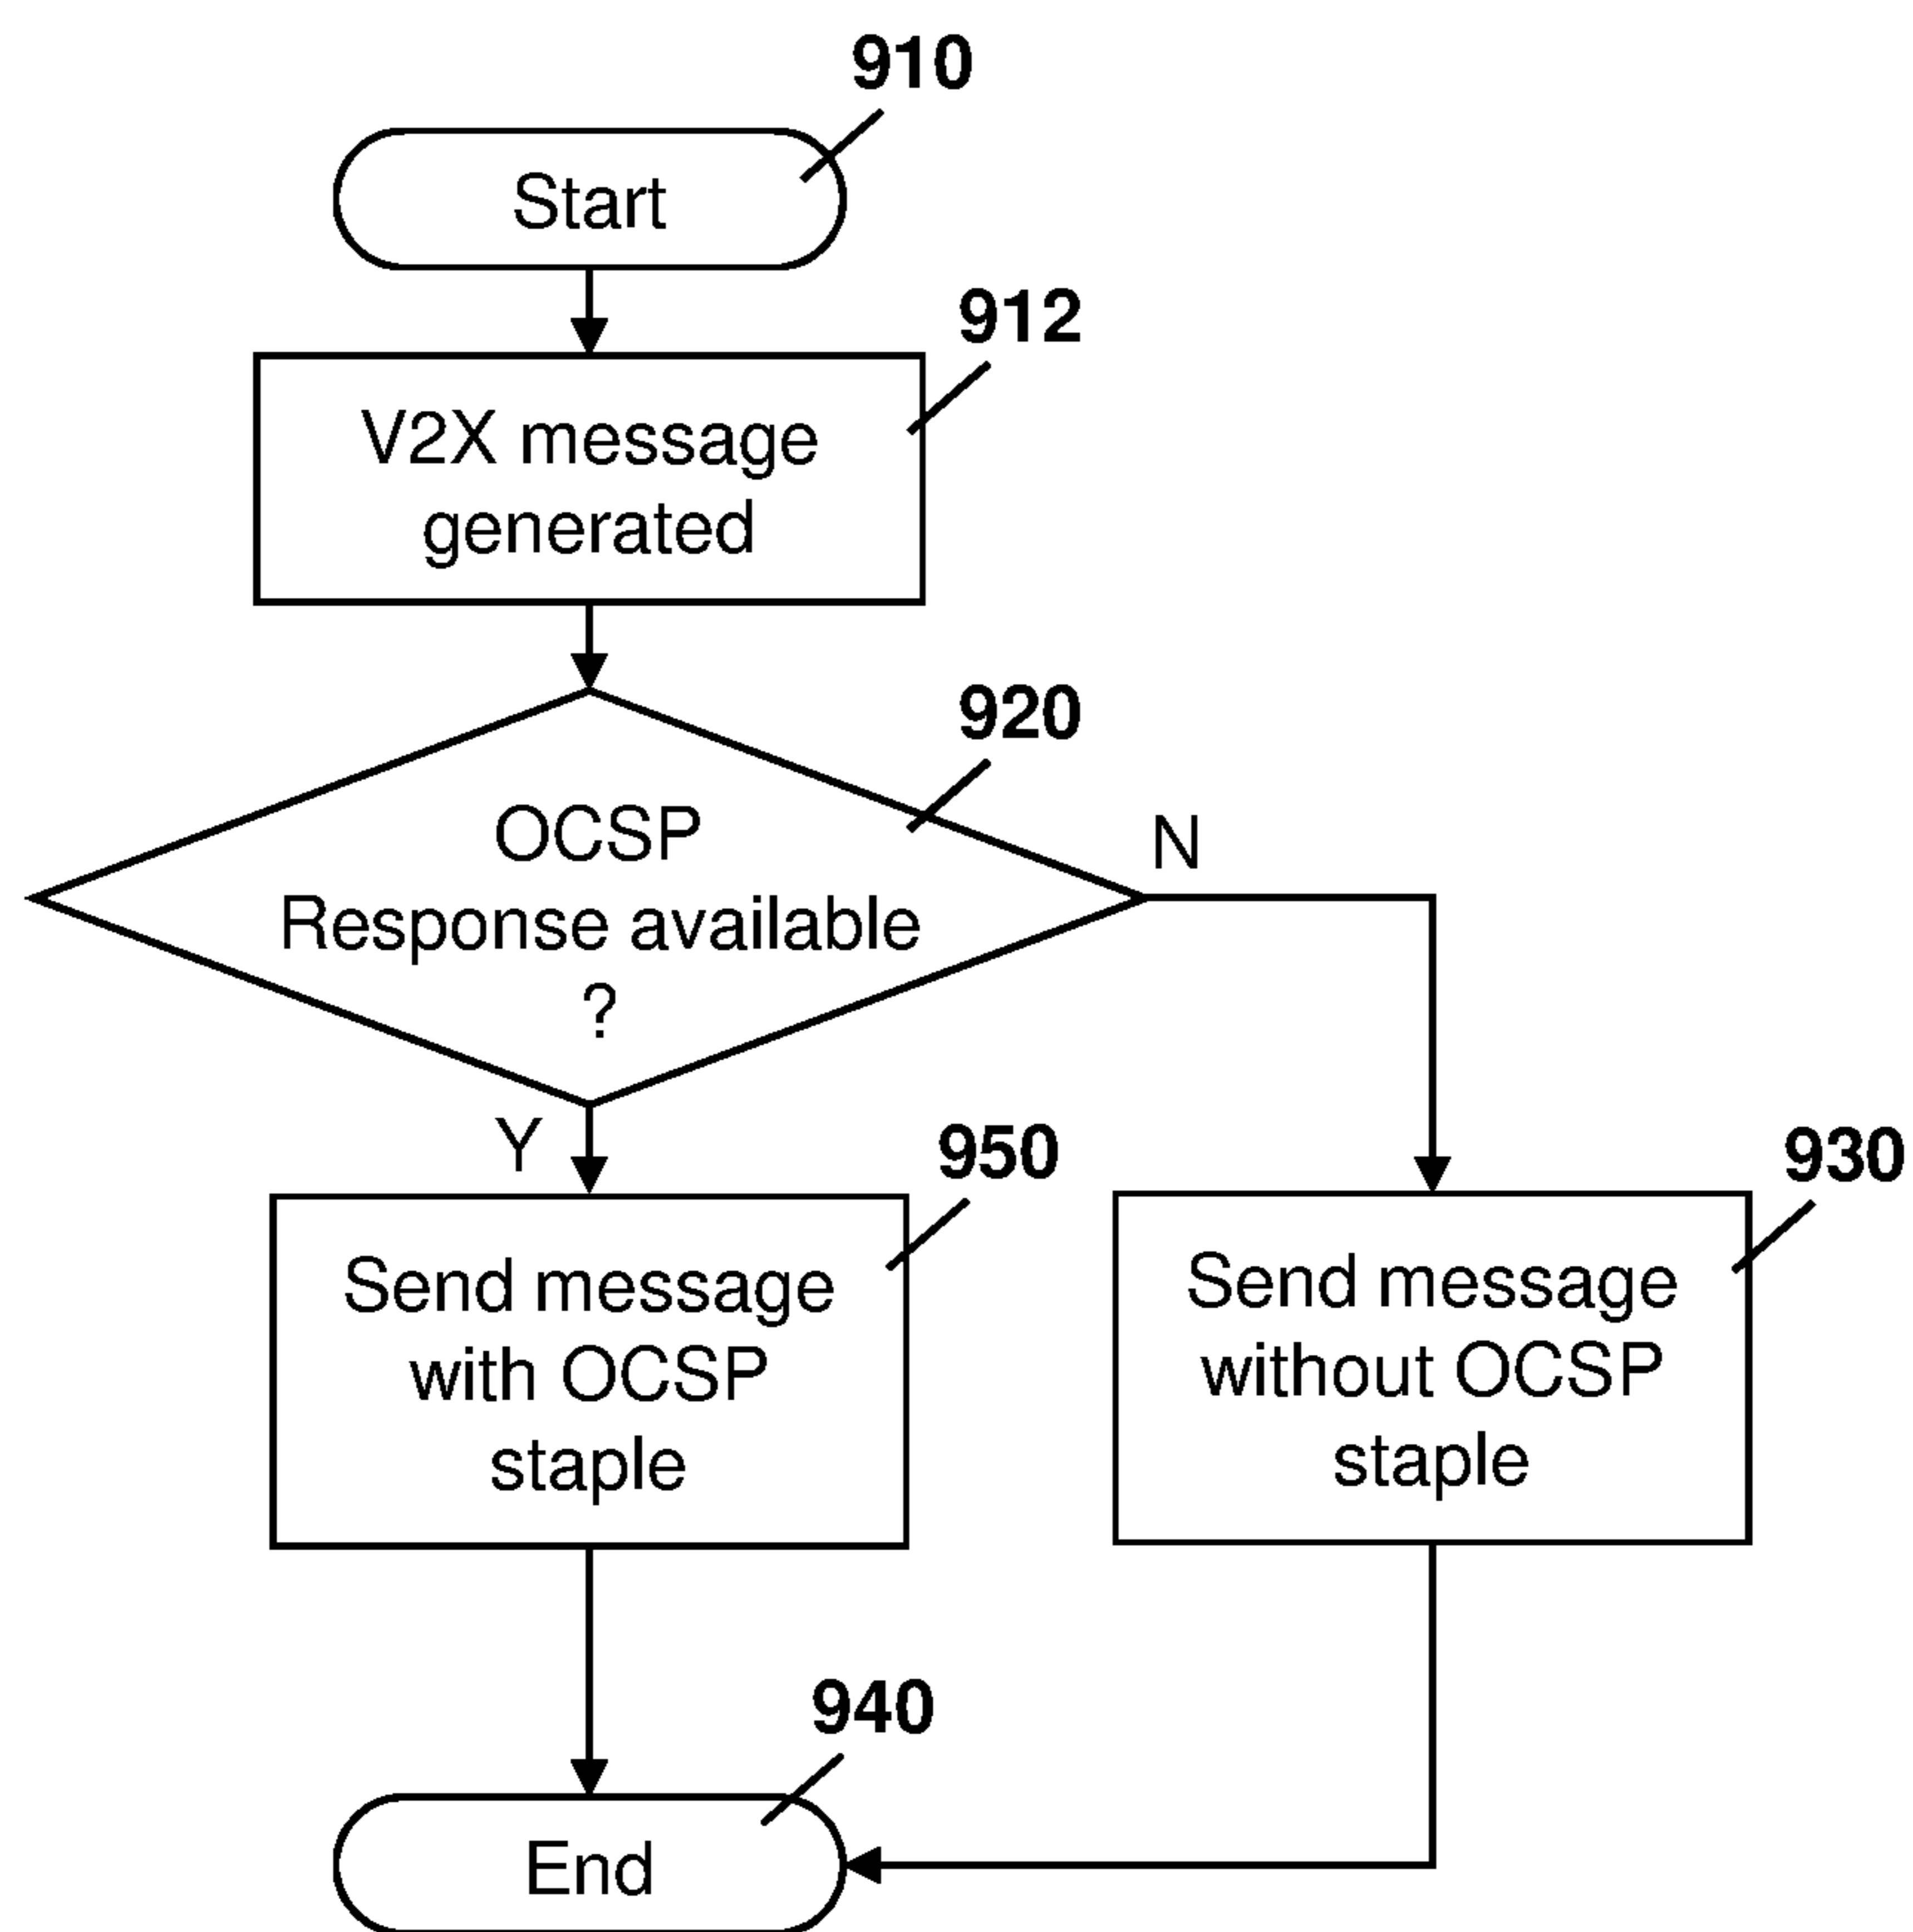 910
Start
912
V2X message
generated
920
OCSP
Response available
?
N
Y
950
Send message
with OCSP
staple
930
Send message
without OCSP
staple
940
End